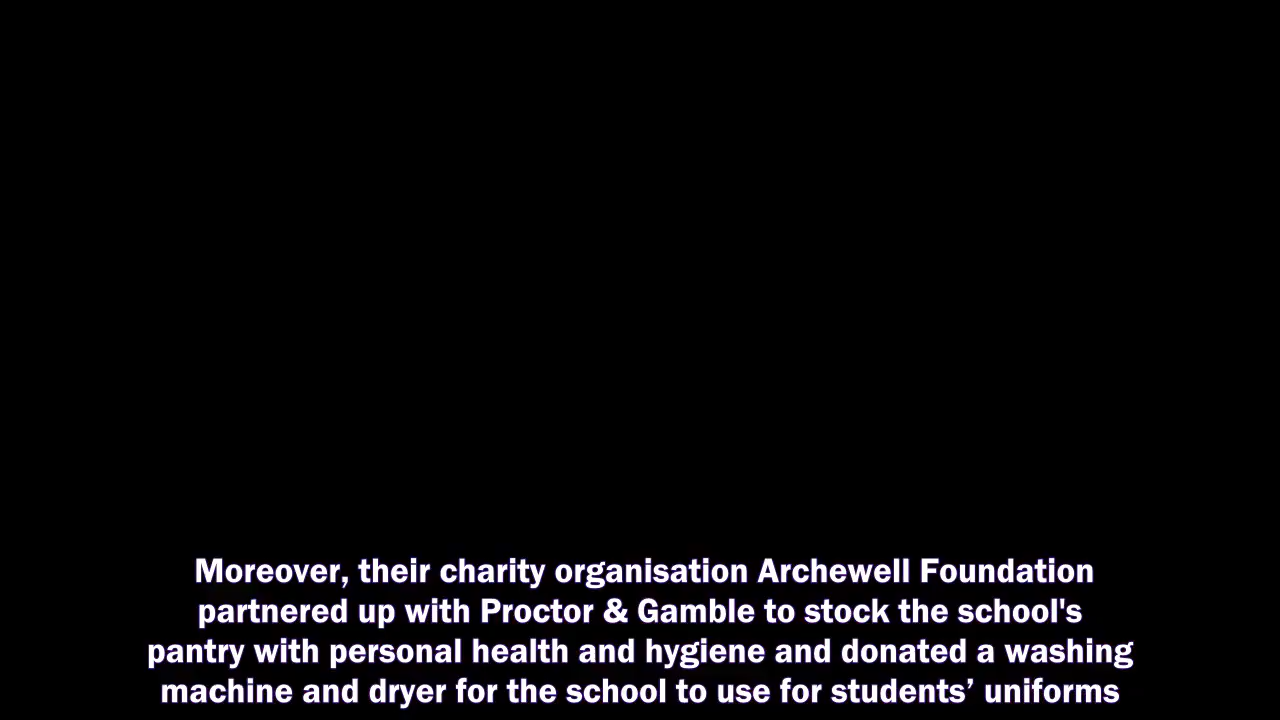 Moreover, their charity organisation Archewell Foundation
partnered up with Proctor & Gamble to stock the school's
pantry with personal health and hygiene and donated a washing
machine and dryer for the school to use for students’ uniforms